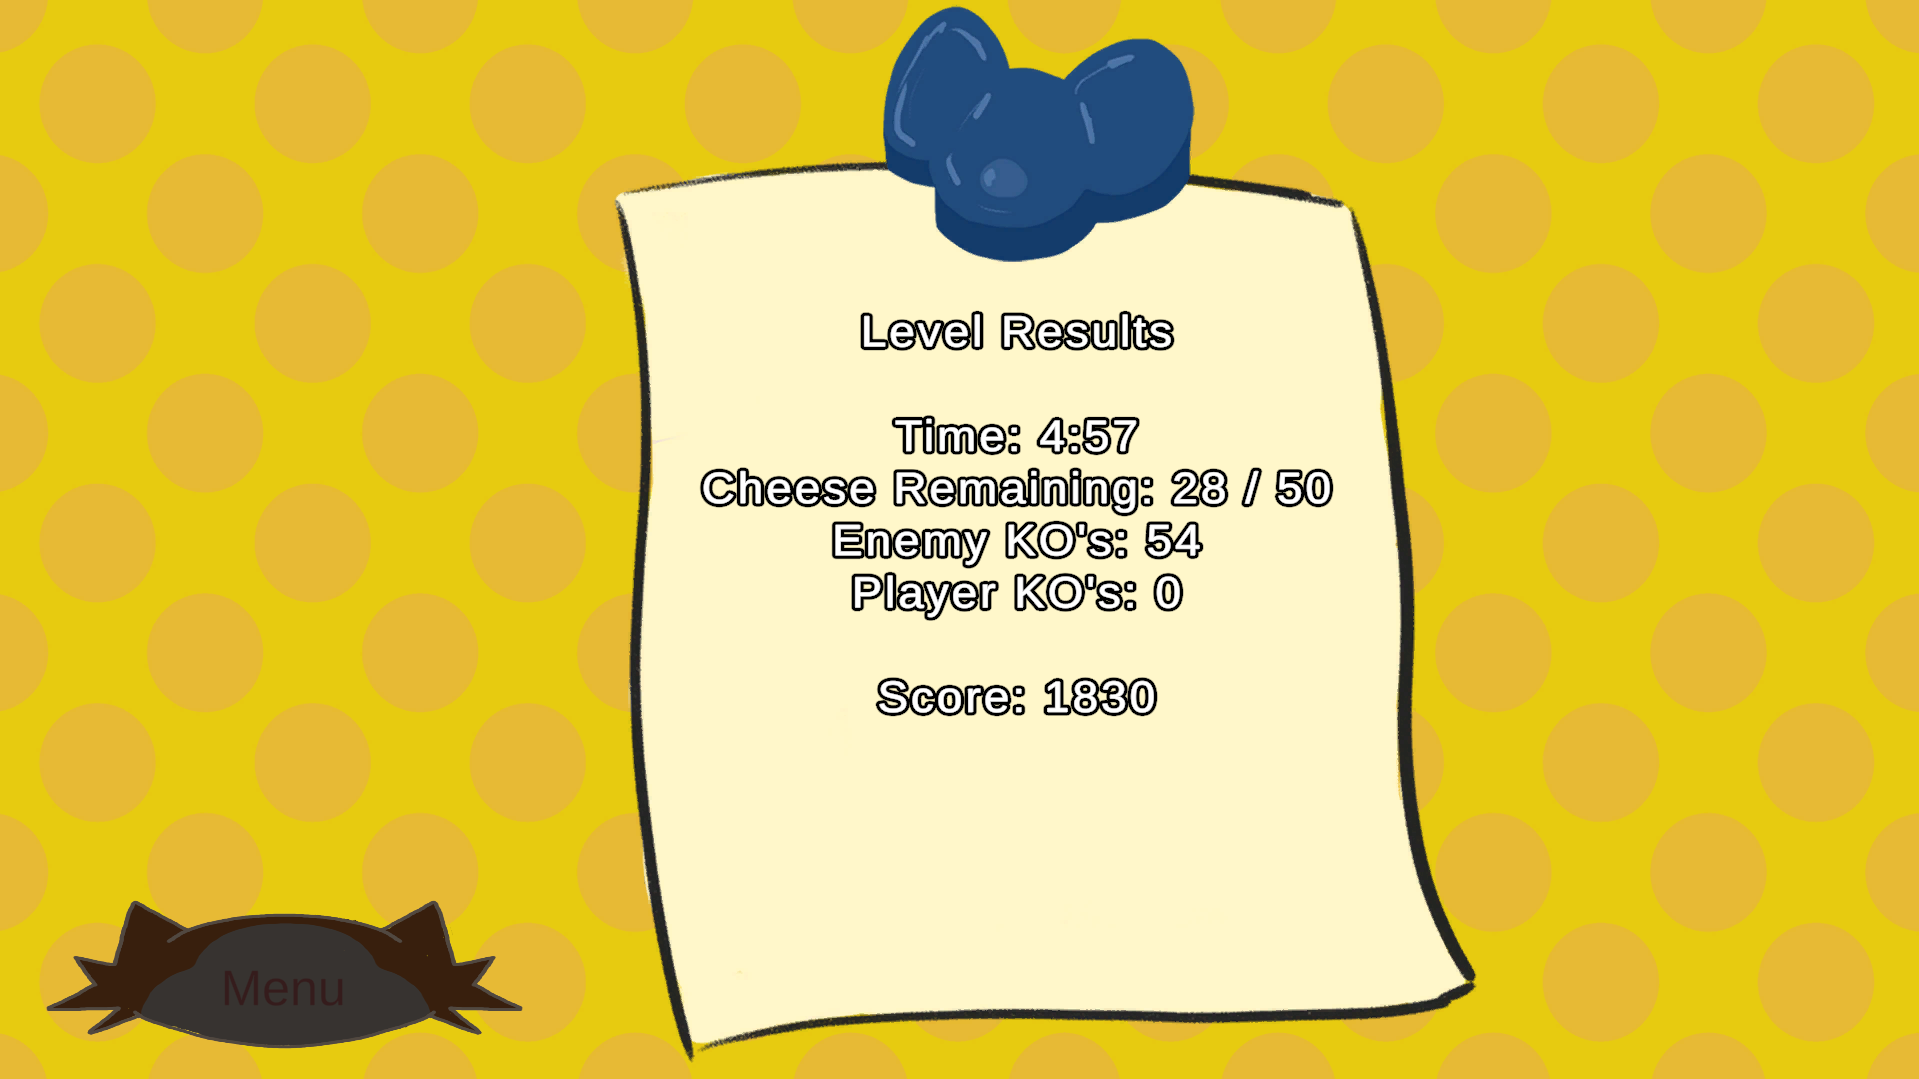 Level Results
Time: 4:57
Cheese Remaining: 28 / 50
Enemy KO's: 54
Player KO's: 0
Score: 1830
Menu